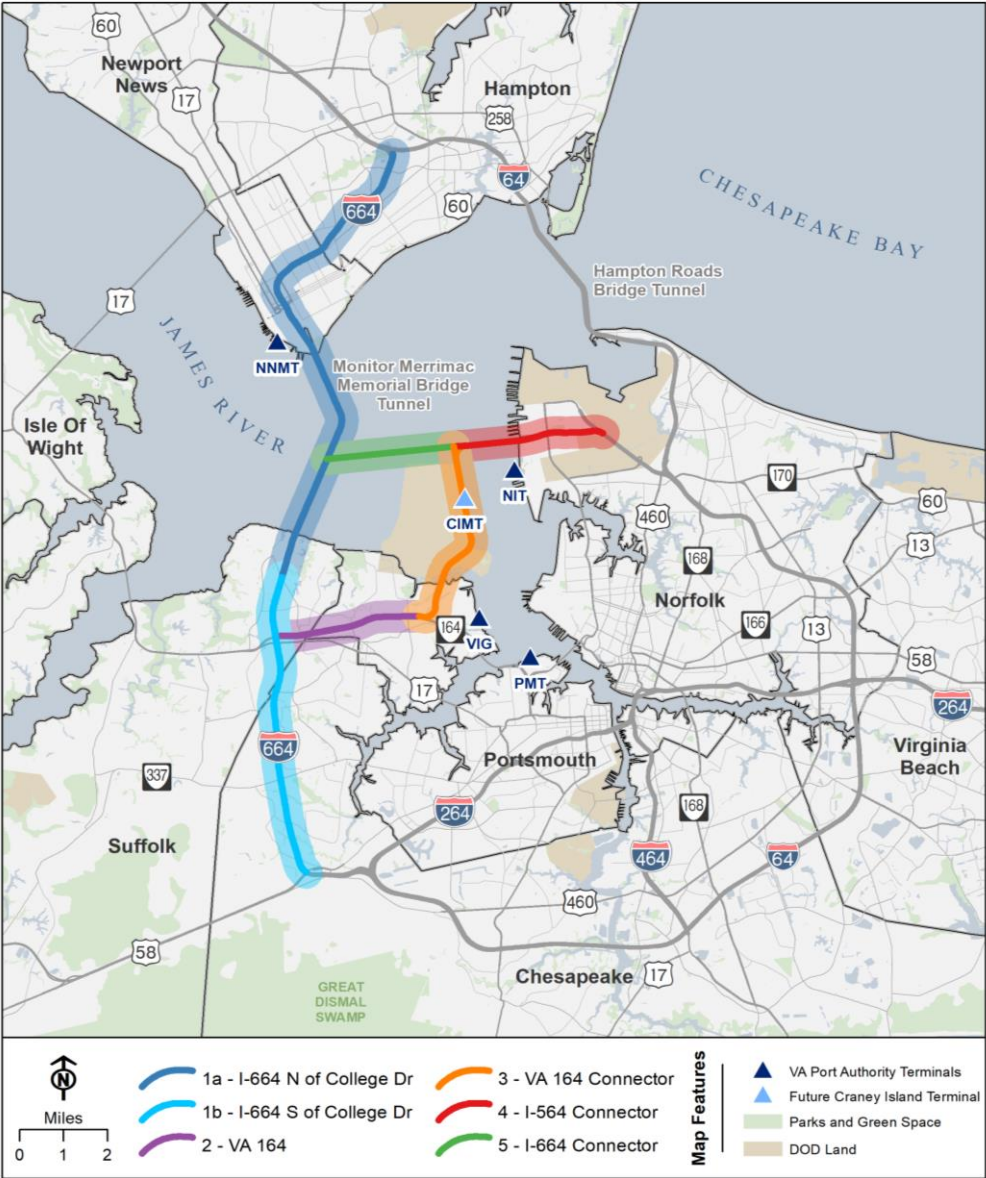 60
Newport
News
17
Hampton
258
64
664
60
CHESAPEAKE BAY
Hampton Roads
Bridge Tunnel
17
JAMES RIVER
NNMT
Monitor Merrimac
Memorial Bridge
Tunnel
Isle Of
Wight
NIT
170
CIMT
460
60
13
168
Norfolk
164
VIG
166
13
PMT
58
17
264
664
Portsmouth
Virginia
Beach
337
264
168
Suffolk
464
64
460
58
Chesapeake
17
GREAT
DISMAL
SWAMP
N
Miles
0 1 2
1a - I-664 N of College Dr
1b - I-664 S of College Dr
2 - VA 164
3 - VA 164 Connector
4 - I-564 Connector
5 - I-664 Connector
Map Features
VA Port Authority Terminals
Future Craney Island Terminal
Parks and Green Space
DOD Land